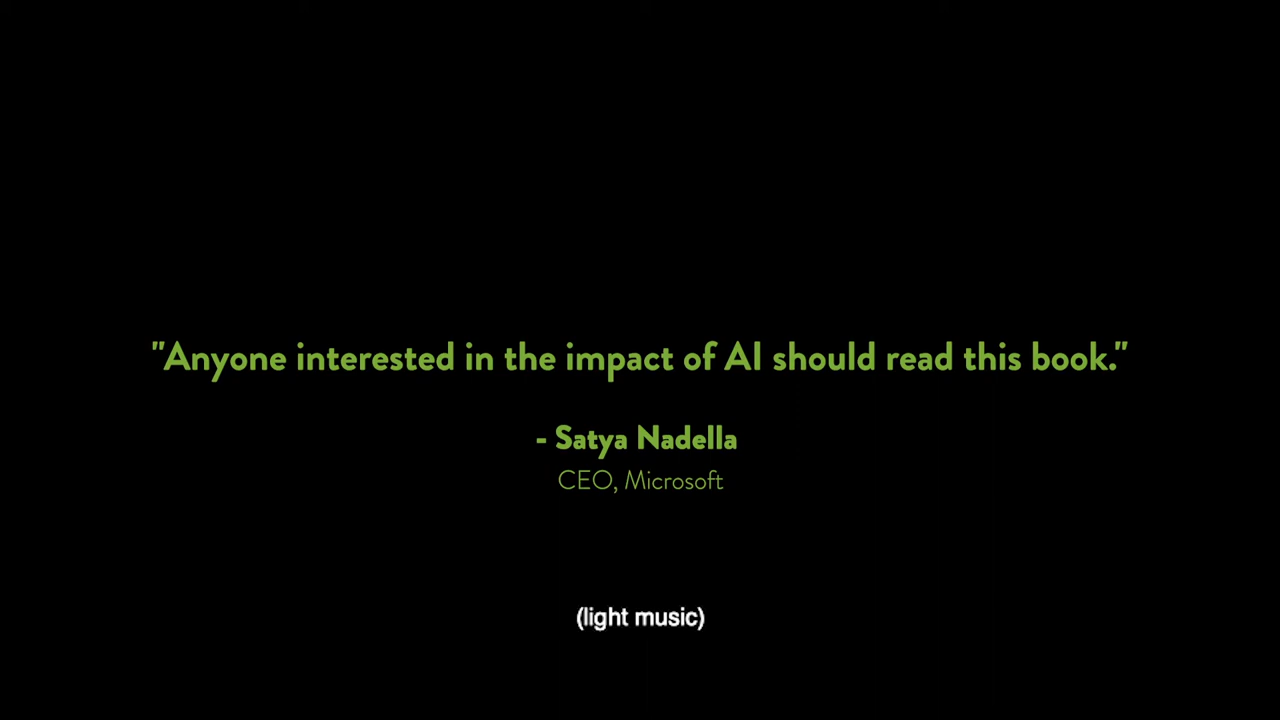 "Anyone interested in the impact of AI should read this book."
- Satya Nadella
CEO, Microsoft
(light music)